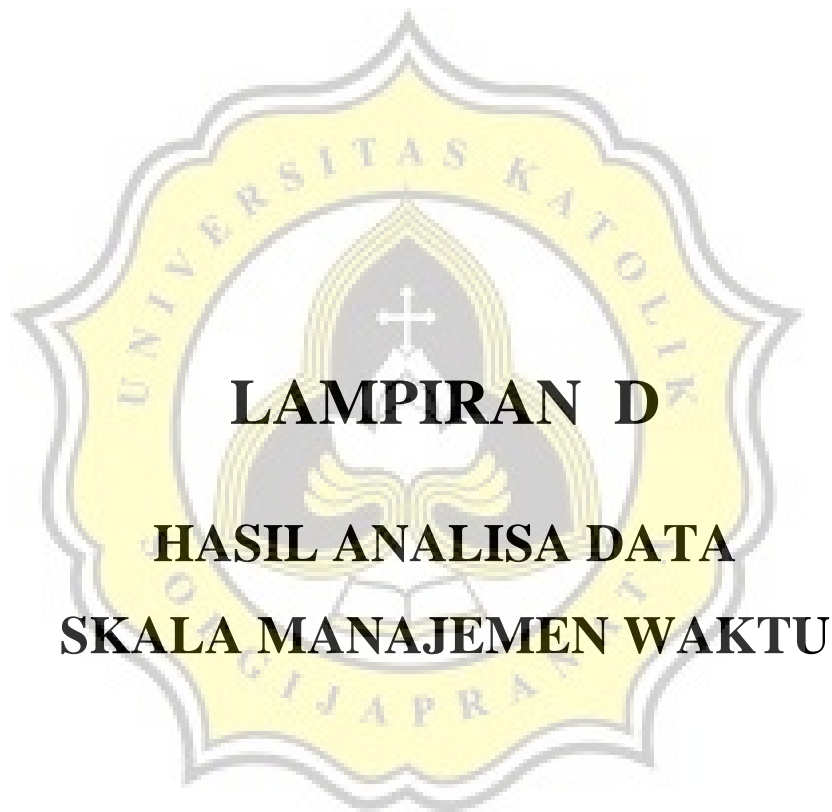 UNIVERSITAS KATOLIK
LAMPIRAN D
HASIL ANALISA DATA
SKALA MANAJEMEN WAKTU